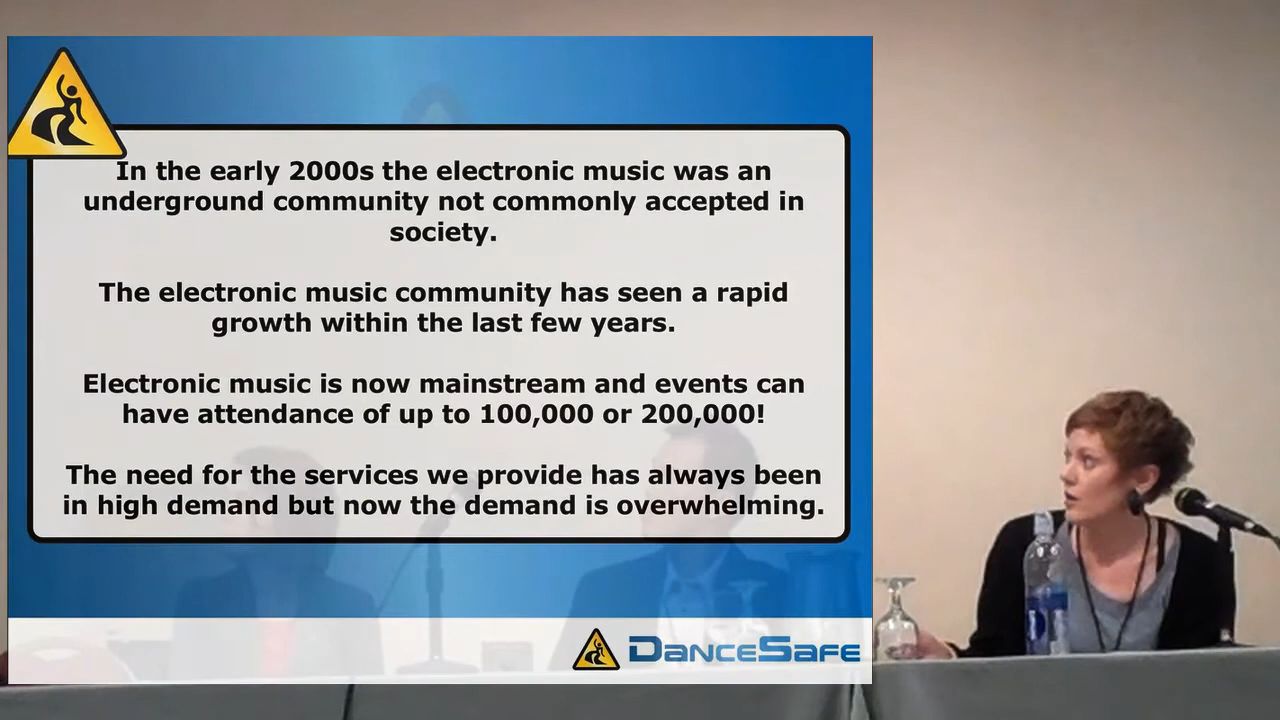 In the early 2000s the electronic music was an
underground community not commonly accepted in
society.
The electronic music community has seen a rapid
growth within the last few years.
Electronic music is now mainstream and events can
have attendance of up to 100,000 or 200,000!
The need for the services we provide has always been
in high demand but now the demand is overwhelming.
DanceSafe